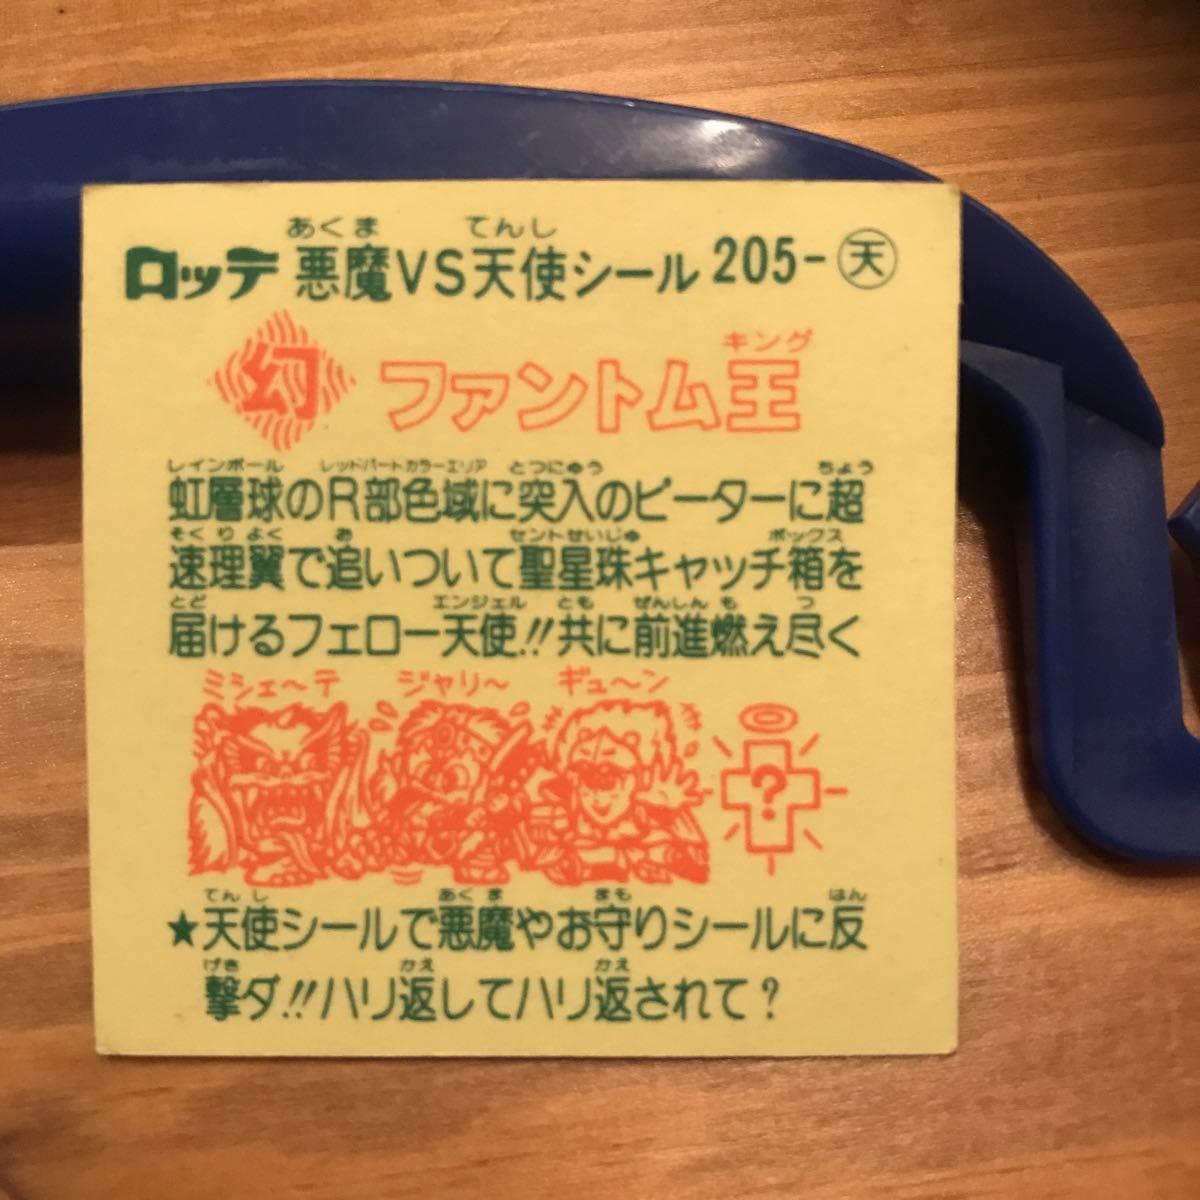 あくま てんし
ロッテ 悪魔VS天使シール 205-天
キング
幻 ファントム王
レインボール レッドパートカラーエリア とつにゅう ちょう
虹層球のR部色域に突入のピーターに超
そくりよく お セントせいじゅ ボックス
速理翼で追いついて聖星珠キャッチ箱を
とど エンジェル とも ぜんしん も つ
届けるフェロー天使!!共に前進燃え尽く
ミシェ〜テ ジャリ〜 ギュ〜ン
?
てんし あくま まも はん
★天使シールで悪魔やお守りシールに反
げき かえ かえ
撃ダ!!ハリ返してハリ返されて?